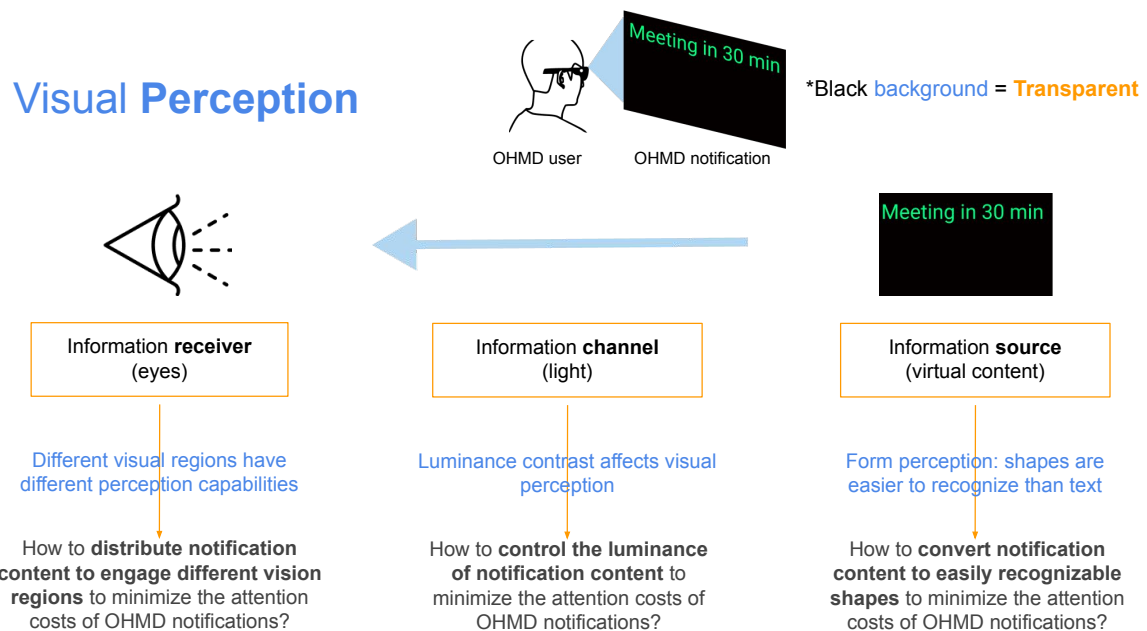 Meeting in 30 min
Visual Perception
*Black background = Transparent
OHMD user
OHMD notification
Meeting in 30 min
Information receiver
(eyes)
Information channel
(light)
Information source
(virtual content)
Different visual regions have
different perception capabilities
Luminance contrast affects visual
perception
Form perception: shapes are
easier to recognize than text
How to distribute notification
content to engage different vision
regions to minimize the attention
costs of OHMD notifications?
How to control the luminance
of notification content to
minimize the attention costs of
OHMD notifications?
How to convert notification
content to easily recognizable
shapes to minimize the attention
costs of OHMD notifications?